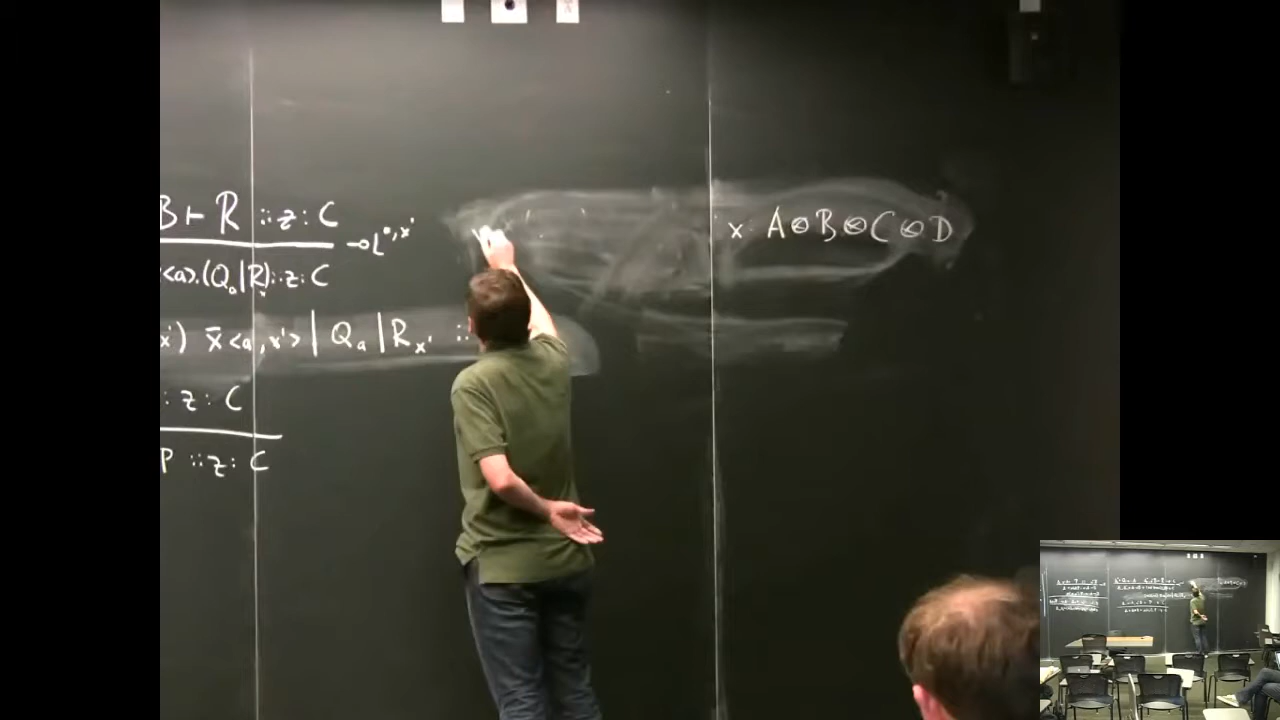 B ⊢ R :: z : C
⊸L
<a>.(Qₐ|R) :: z : C
x') x̄<a,x'> | Qₐ | Rₓ' ::
: z : C
P :: z : C
x A ⊗ B ⊗ C ⊗ D